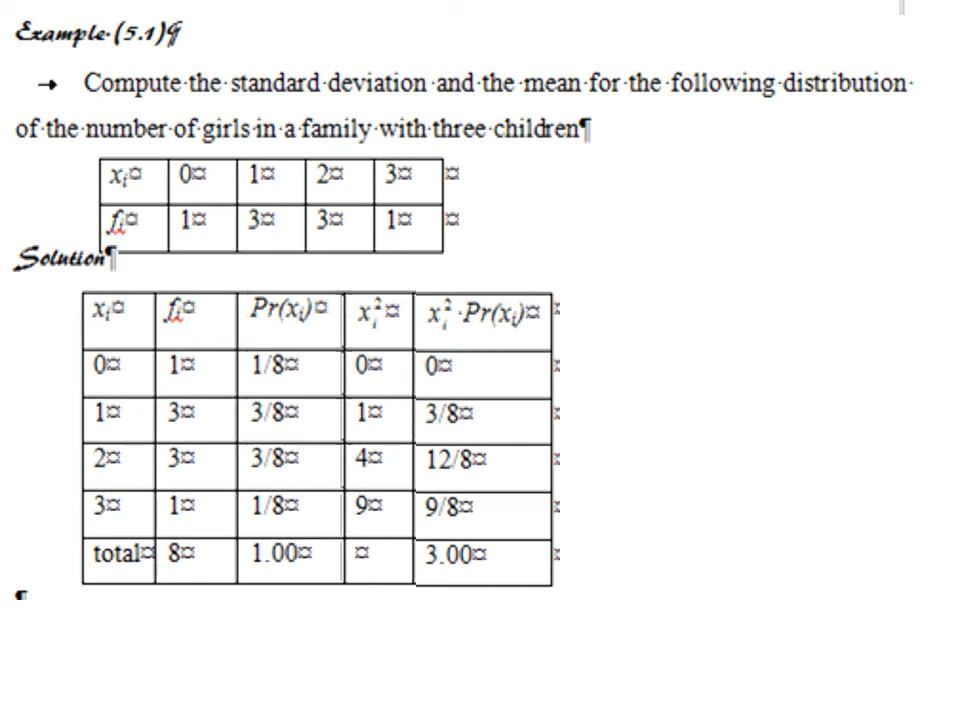 Example (5.1)¶
→ Compute the standard deviation and the mean for the following distribution
of the number of girls in a family with three children¶
xᵢ¤ 0¤ 1¤ 2¤ 3¤ ¤
fᵢ¤ 1¤ 3¤ 3¤ 1¤ ¤
Solution¶
xᵢ¤ fᵢ¤ Pr(xᵢ)¤ xᵢ²¤ xᵢ²·Pr(xᵢ)¤ ¤
0¤ 1¤ 1/8¤ 0¤ 0¤ ¤
1¤ 3¤ 3/8¤ 1¤ 3/8¤ ¤
2¤ 3¤ 3/8¤ 4¤ 12/8¤ ¤
3¤ 1¤ 1/8¤ 9¤ 9/8¤ ¤
total¤ 8¤ 1.00¤ ¤ 3.00¤ ¤
¶